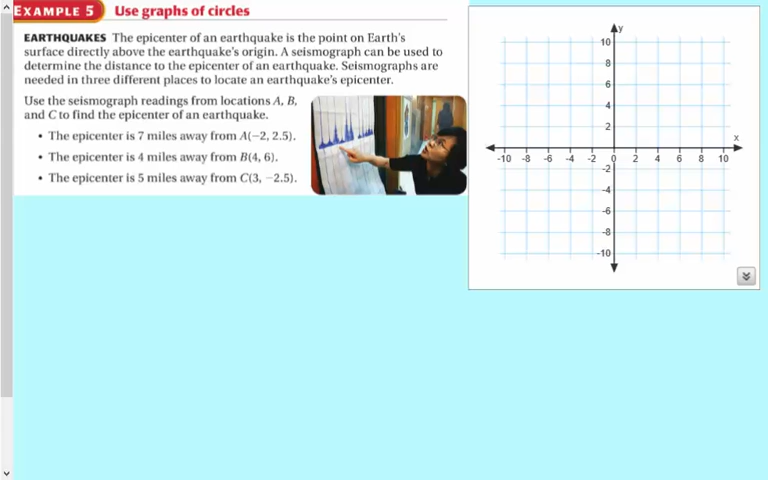 EXAMPLE 5 Use graphs of circles
EARTHQUAKES The epicenter of an earthquake is the point on Earth's
surface directly above the earthquake's origin. A seismograph can be used to
determine the distance to the epicenter of an earthquake. Seismographs are
needed in three different places to locate an earthquake's epicenter.
Use the seismograph readings from locations A, B,
and C to find the epicenter of an earthquake.
• The epicenter is 7 miles away from A(−2, 2.5).
• The epicenter is 4 miles away from B(4, 6).
• The epicenter is 5 miles away from C(3, −2.5).
y
10
8
6
4
2
x
-10 -8 -6 -4 -2 0 2 4 6 8 10
-2
-4
-6
-8
-10